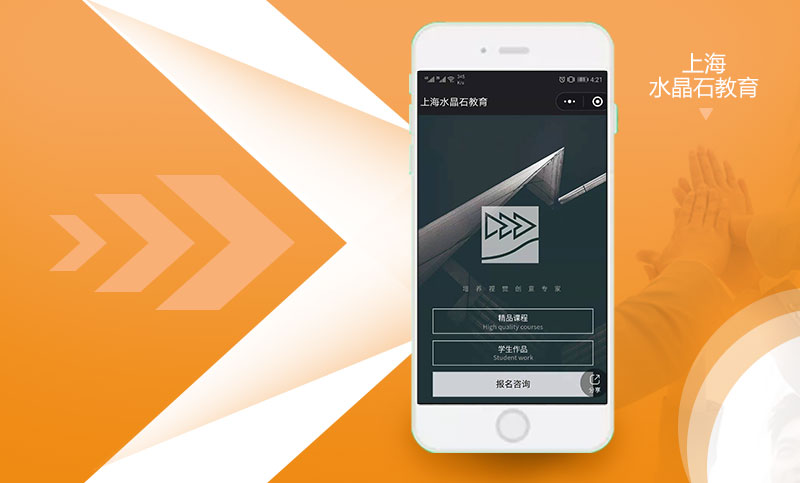 上海
水晶石教育
4:21
上海水晶石教育
培养视觉创意专家
精品课程
High quality courses
学生作品
Student work
报名咨询
分享